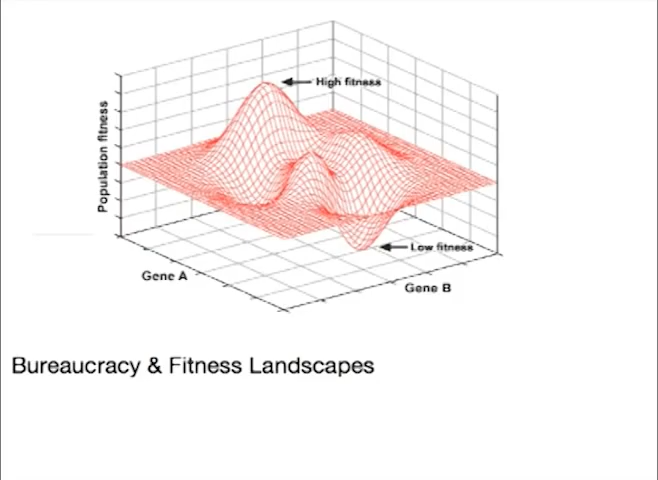 High fitness
Population fitness
Low fitness
Gene A
Gene B
Bureaucracy & Fitness Landscapes